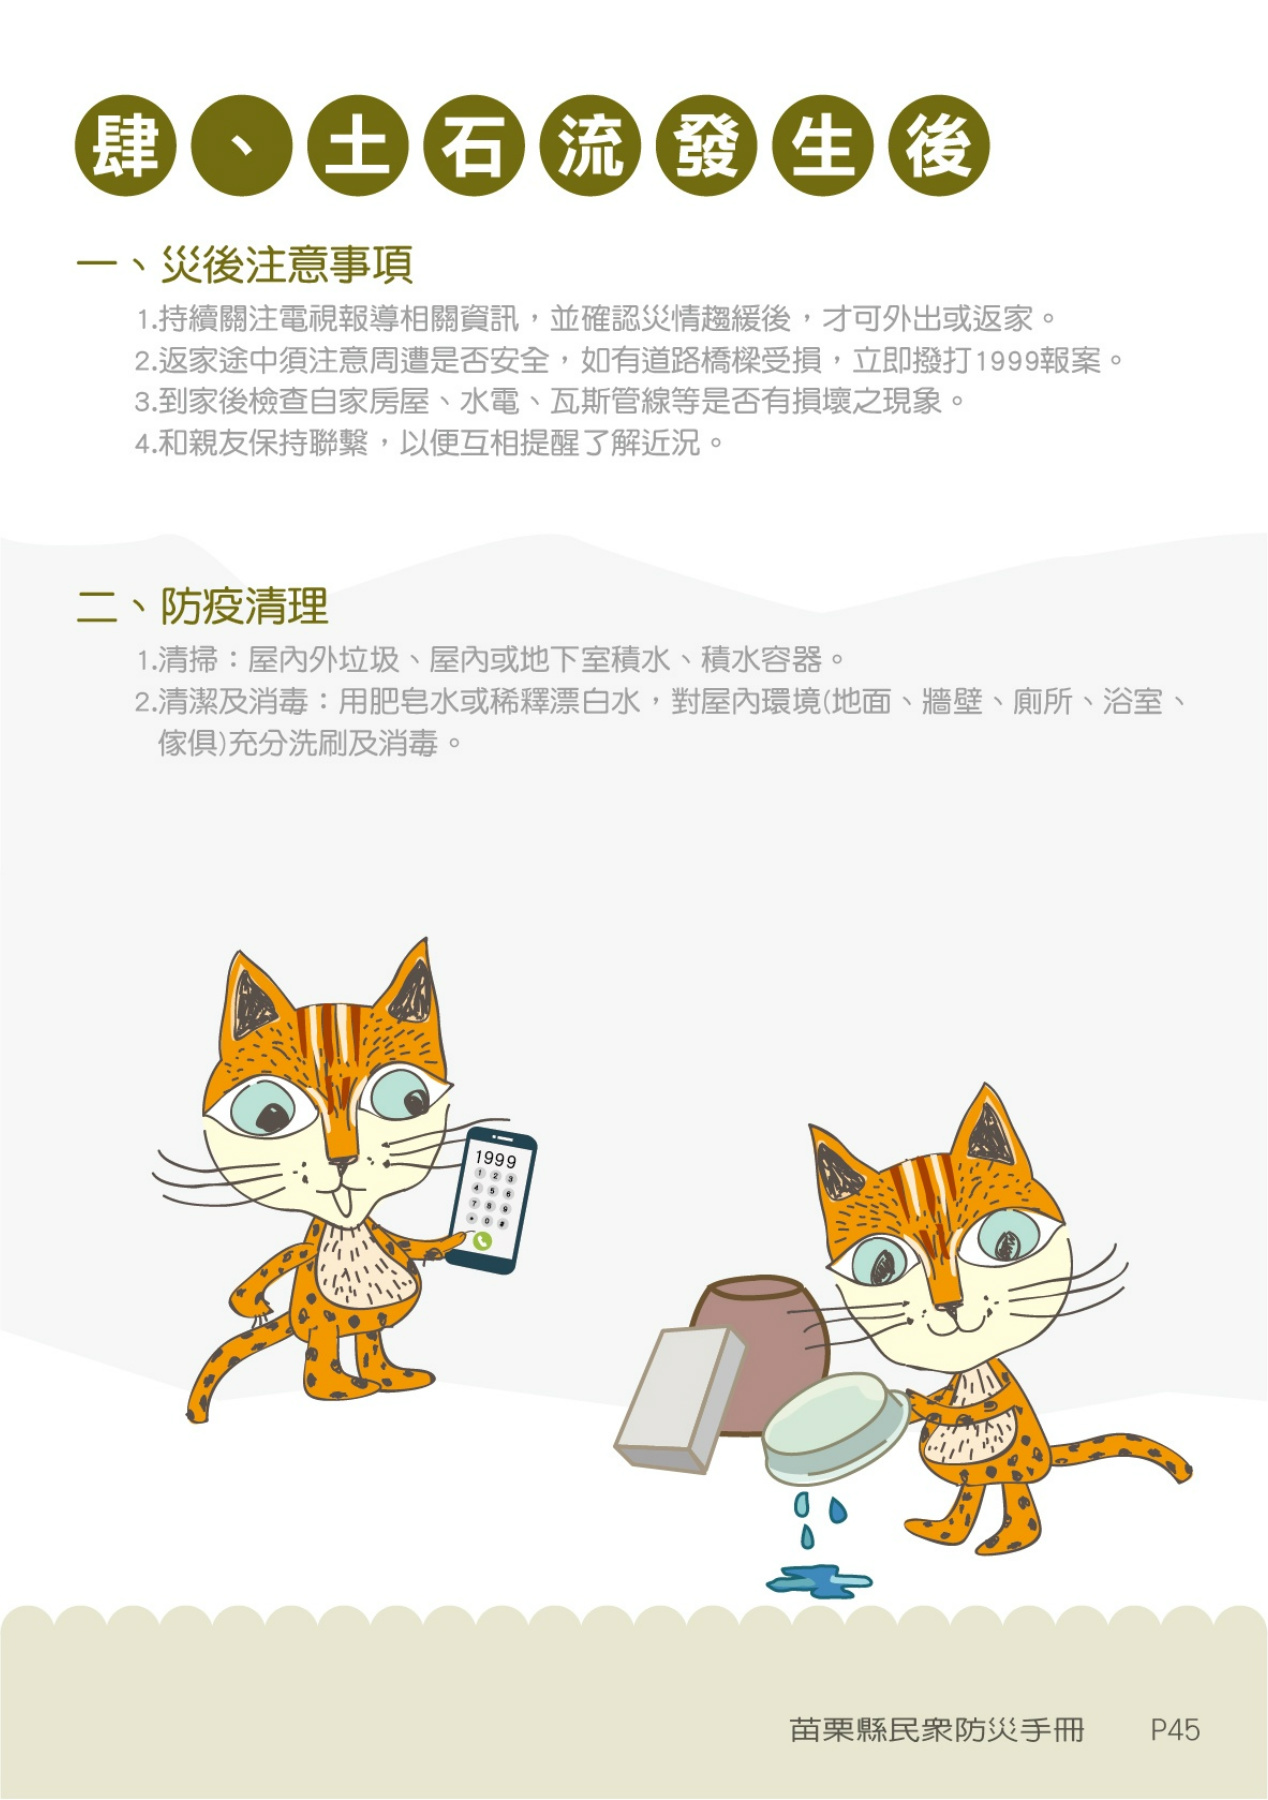 肆、土石流發生後
一、災後注意事項
1.持續關注電視報導相關資訊，並確認災情趨緩後，才可外出或返家。
2.返家途中須注意周遭是否安全，如有道路橋樑受損，立即撥打1999報案。
3.到家後檢查自家房屋、水電、瓦斯管線等是否有損壞之現象。
4.和親友保持聯繫，以便互相提醒了解近況。
二、防疫清理
1.清掃：屋內外垃圾、屋內或地下室積水、積水容器。
2.清潔及消毒：用肥皂水或稀釋漂白水，對屋內環境(地面、牆壁、廁所、浴室、
傢俱)充分洗刷及消毒。
1999
1 2 3
4 5 6
7 8 9
* 0 #
苗栗縣民眾防災手冊 P45